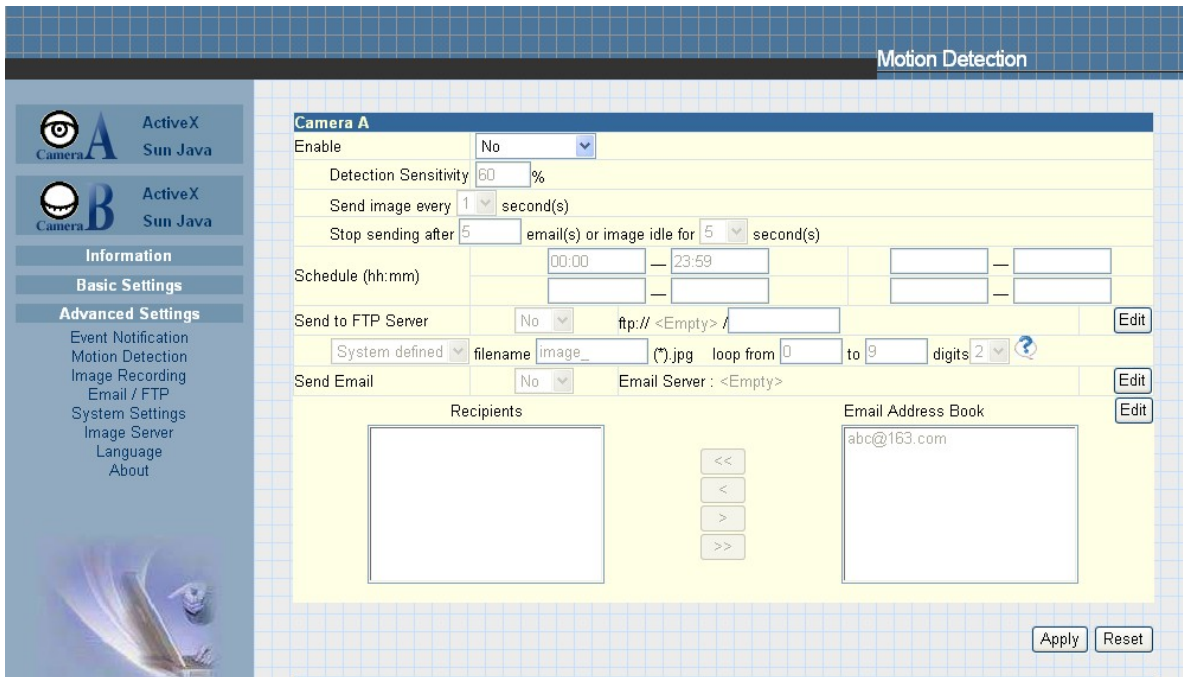 Motion Detection
Camera A
ActiveX
Sun Java
Camera B
ActiveX
Sun Java
Information
Basic Settings
Advanced Settings
Event Notification
Motion Detection
Image Recording
Email / FTP
System Settings
Image Server
Language
About
Camera A
Enable No
Detection Sensitivity 60 %
Send image every 1 second(s)
Stop sending after 5 email(s) or image idle for 5 second(s)
Schedule (hh:mm) 00:00 — 23:59 —
— —
Send to FTP Server No ftp:// <Empty> / Edit
System defined filename image_ (*).jpg loop from 0 to 9 digits 2 ?
Send Email No Email Server : <Empty> Edit
Recipients Email Address Book Edit
abc@163.com
<<
<
>
>>
Apply Reset